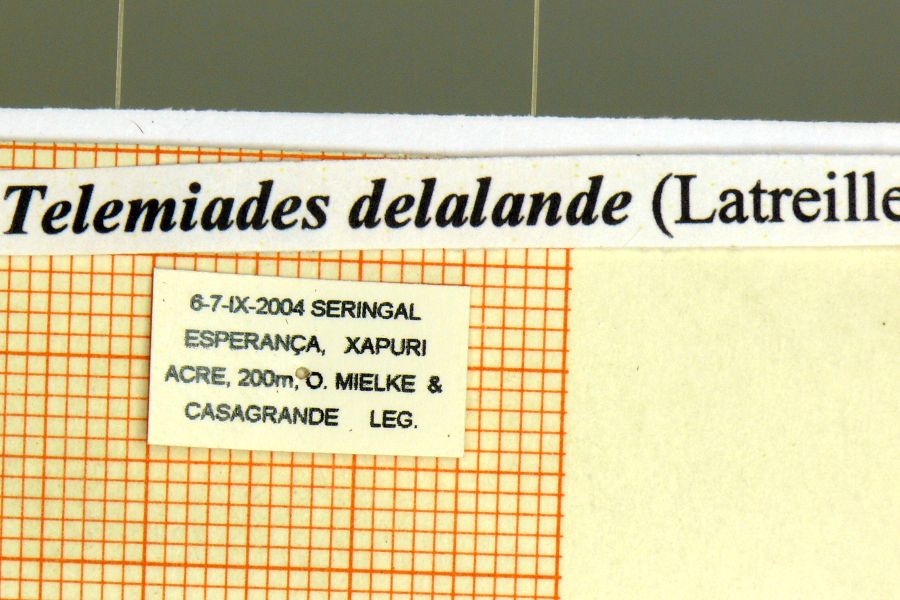 Telemiades delalande (Latreille
6-7-IX-2004 SERINGAL
ESPERANÇA, XAPURI
ACRE, 200m, O. MIELKE &
CASAGRANDE LEG.